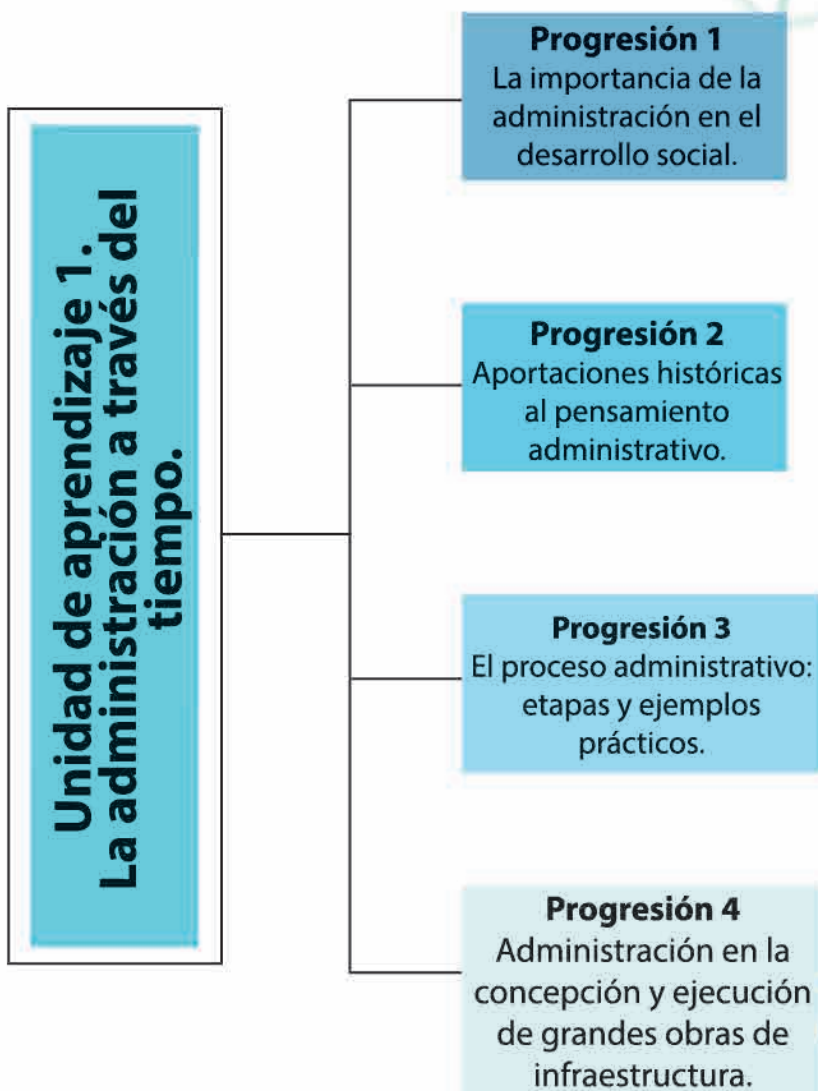 Unidad de aprendizaje 1.
La administración a través del
tiempo.
Progresión 1
La importancia de la
administración en el
desarrollo social.
Progresión 2
Aportaciones históricas
al pensamiento
administrativo.
Progresión 3
El proceso administrativo:
etapas y ejemplos
prácticos.
Progresión 4
Administración en la
concepción y ejecución
de grandes obras de
infraestructura.